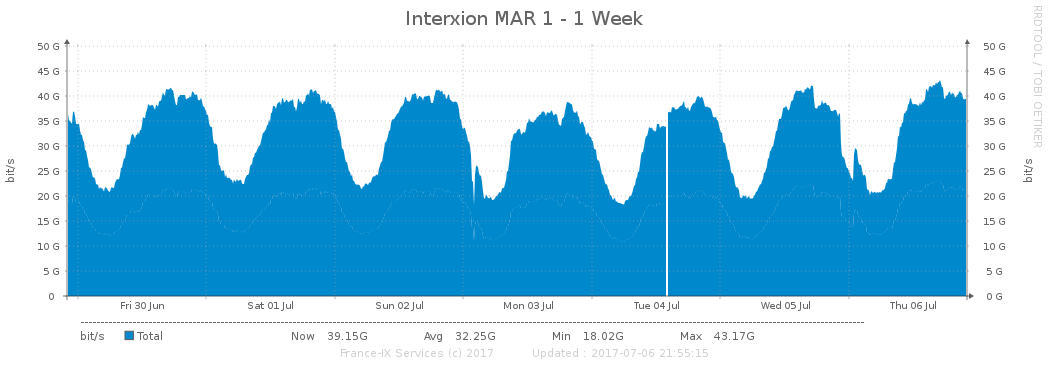 Interxion MAR 1 - 1 Week
RRDTOOL / TOBI OETIKER
bit/s
50 G
45 G
40 G
35 G
30 G
25 G
20 G
15 G
10 G
5 G
0
50 G
45 G
40 G
35 G
30 G
25 G
20 G
15 G
10 G
5 G
0 G
bit/s
Fri 30 Jun Sat 01 Jul Sun 02 Jul Mon 03 Jul Tue 04 Jul Wed 05 Jul Thu 06 Jul
bit/s Total Now 39.15G Avg 32.25G Min 18.02G Max 43.17G
France-IX Services (c) 2017 Updated : 2017-07-06 21:55:15